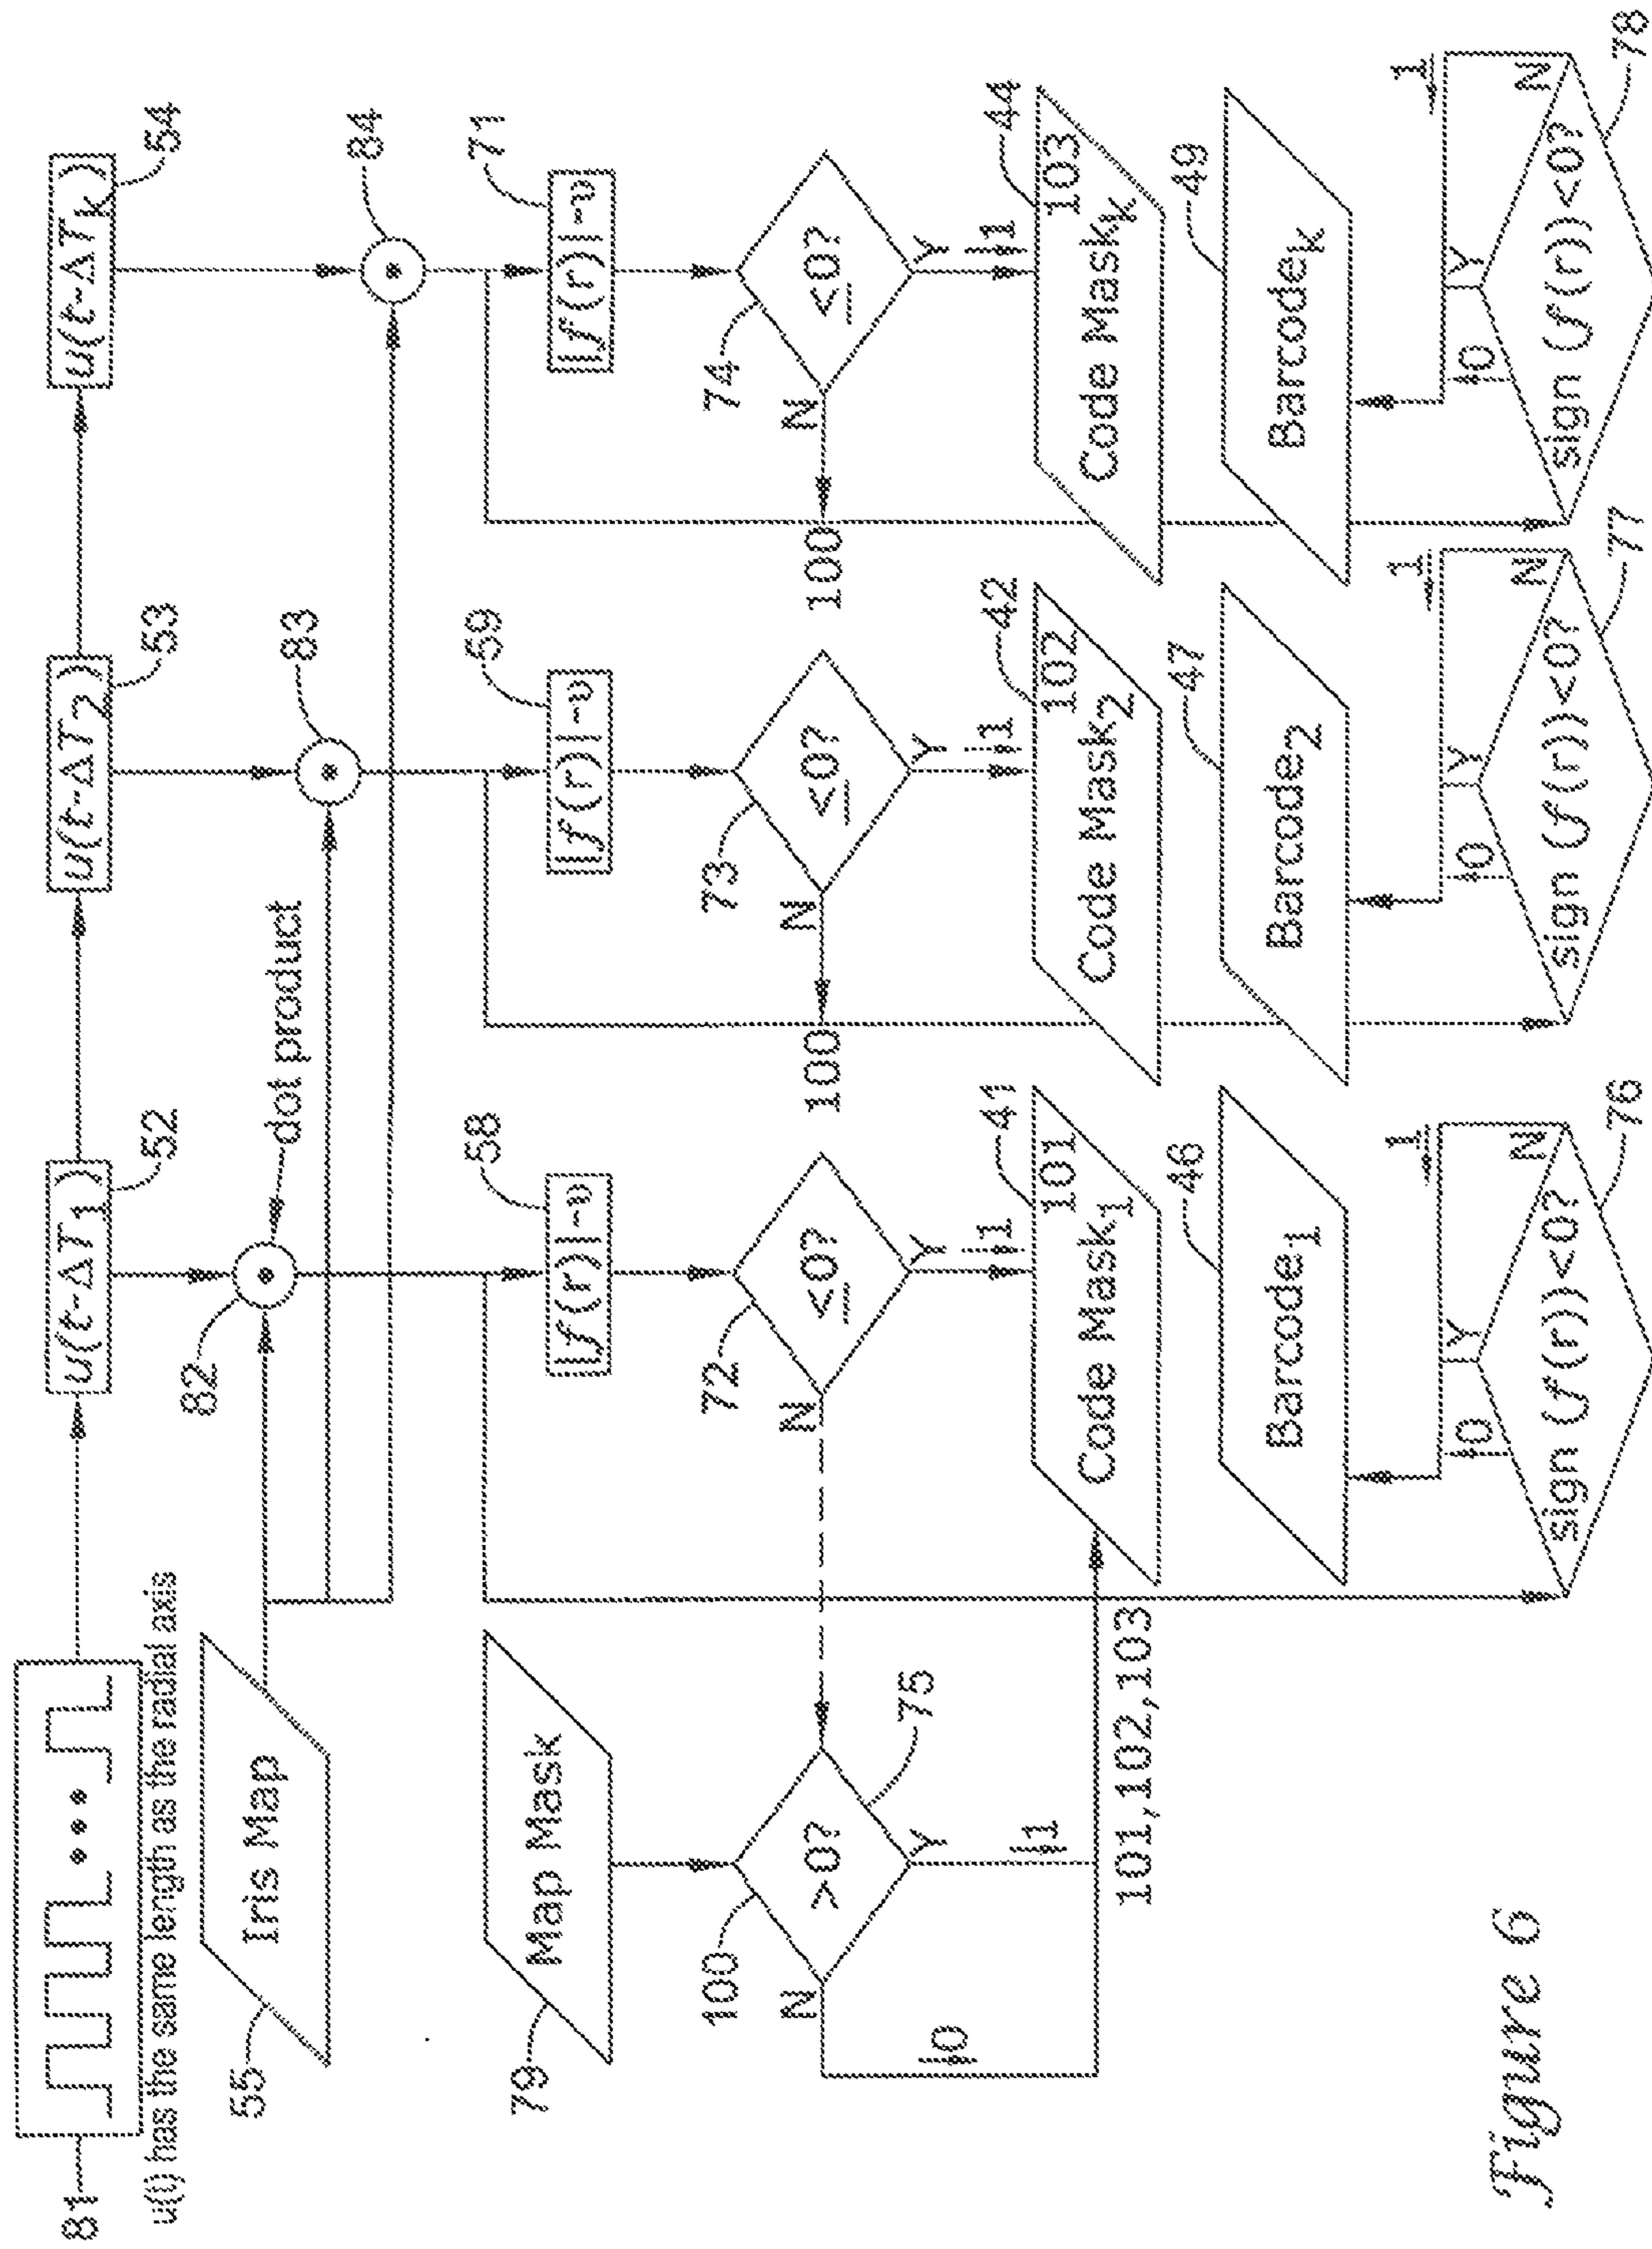 81
u(t) has the same length as the radial axis
u(t-ΔT1)
52
u(t-ΔT2)
53
u(t-ΔTk)
54
55
Iris Map
82
dot product
83
84
79
Map Mask
|f(r)|-υ
58
|f(r)|-υ
59
|f(r)|-υ
71
100
>0?
75
N
Y
0
1
72
≤0?
N
Y
1
73
≤0?
N
Y
1
100
74
≤0?
N
Y
1
100
101,102,103
Code Mask1
101
41
Code Mask2
102
42
Code Maskk
103
44
Barcode1
46
Barcode2
47
Barcodek
49
0
Y
1
N
sign (f(r))<0?
76
0
Y
1
N
sign (f(r))<0?
77
0
Y
1
N
sign (f(r))<0?
78
Figure 6